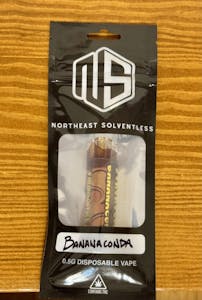 NS
NORTHEAST SOLVENTLESS
BANANACONDA
0.5G DISPOSABLE VAPE